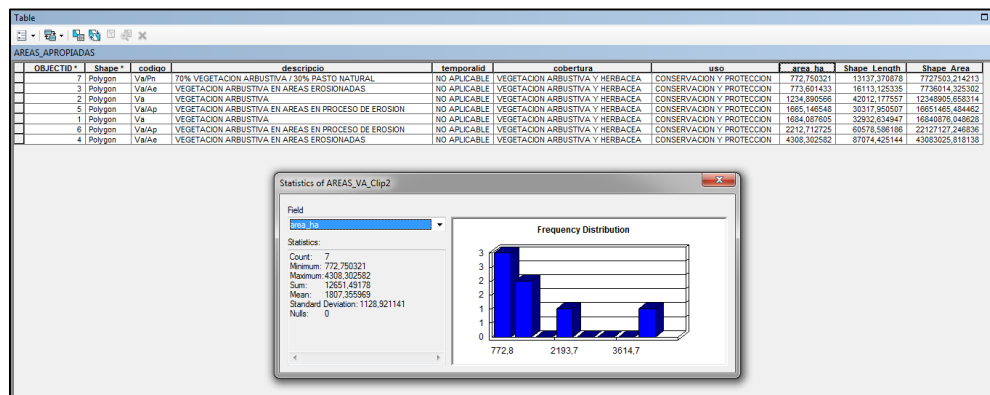 Table
AREAS_APROPIADAS
OBJECTID * Shape * codigo descripcio temporalid cobertura uso area_ha Shape_Length Shape_Area
7 Polygon Va/Pn 70% VEGETACION ARBUSTIVA / 30% PASTO NATURAL NO APLICABLE VEGETACION ARBUSTIVA Y HERBACEA CONSERVACION Y PROTECCION 772,750321 13137,370878 7727503,214213
3 Polygon Va/Ae VEGETACION ARBUSTIVA EN AREAS EROSIONADAS NO APLICABLE VEGETACION ARBUSTIVA Y HERBACEA CONSERVACION Y PROTECCION 773,601433 16113,125335 7736014,325302
2 Polygon Va VEGETACION ARBUSTIVA NO APLICABLE VEGETACION ARBUSTIVA Y HERBACEA CONSERVACION Y PROTECCION 1234,890566 42012,177557 12348905,658314
5 Polygon Va/Ap VEGETACION ARBUSTIVA EN AREAS EN PROCESO DE EROSION NO APLICABLE VEGETACION ARBUSTIVA Y HERBACEA CONSERVACION Y PROTECCION 1665,146548 30317,950507 16651465,484462
1 Polygon Va VEGETACION ARBUSTIVA NO APLICABLE VEGETACION ARBUSTIVA Y HERBACEA CONSERVACION Y PROTECCION 1684,087605 32932,634947 16840876,048628
6 Polygon Va/Ap VEGETACION ARBUSTIVA EN AREAS EN PROCESO DE EROSION NO APLICABLE VEGETACION ARBUSTIVA Y HERBACEA CONSERVACION Y PROTECCION 2212,712725 60578,586186 22127127,246836
4 Polygon Va/Ae VEGETACION ARBUSTIVA EN AREAS EROSIONADAS NO APLICABLE VEGETACION ARBUSTIVA Y HERBACEA CONSERVACION Y PROTECCION 4308,302582 87074,425144 43083025,818138
Statistics of AREAS_VA_Clip2
Field
area_ha
Statistics:
Count: 7
Minimum: 772,750321
Maximum: 4308,302582
Sum: 12651,49178
Mean: 1807,355969
Standard Deviation: 1128,921141
Nulls: 0
Frequency Distribution
3
3
2
2
1
1
0
772,8 2193,7 3614,7